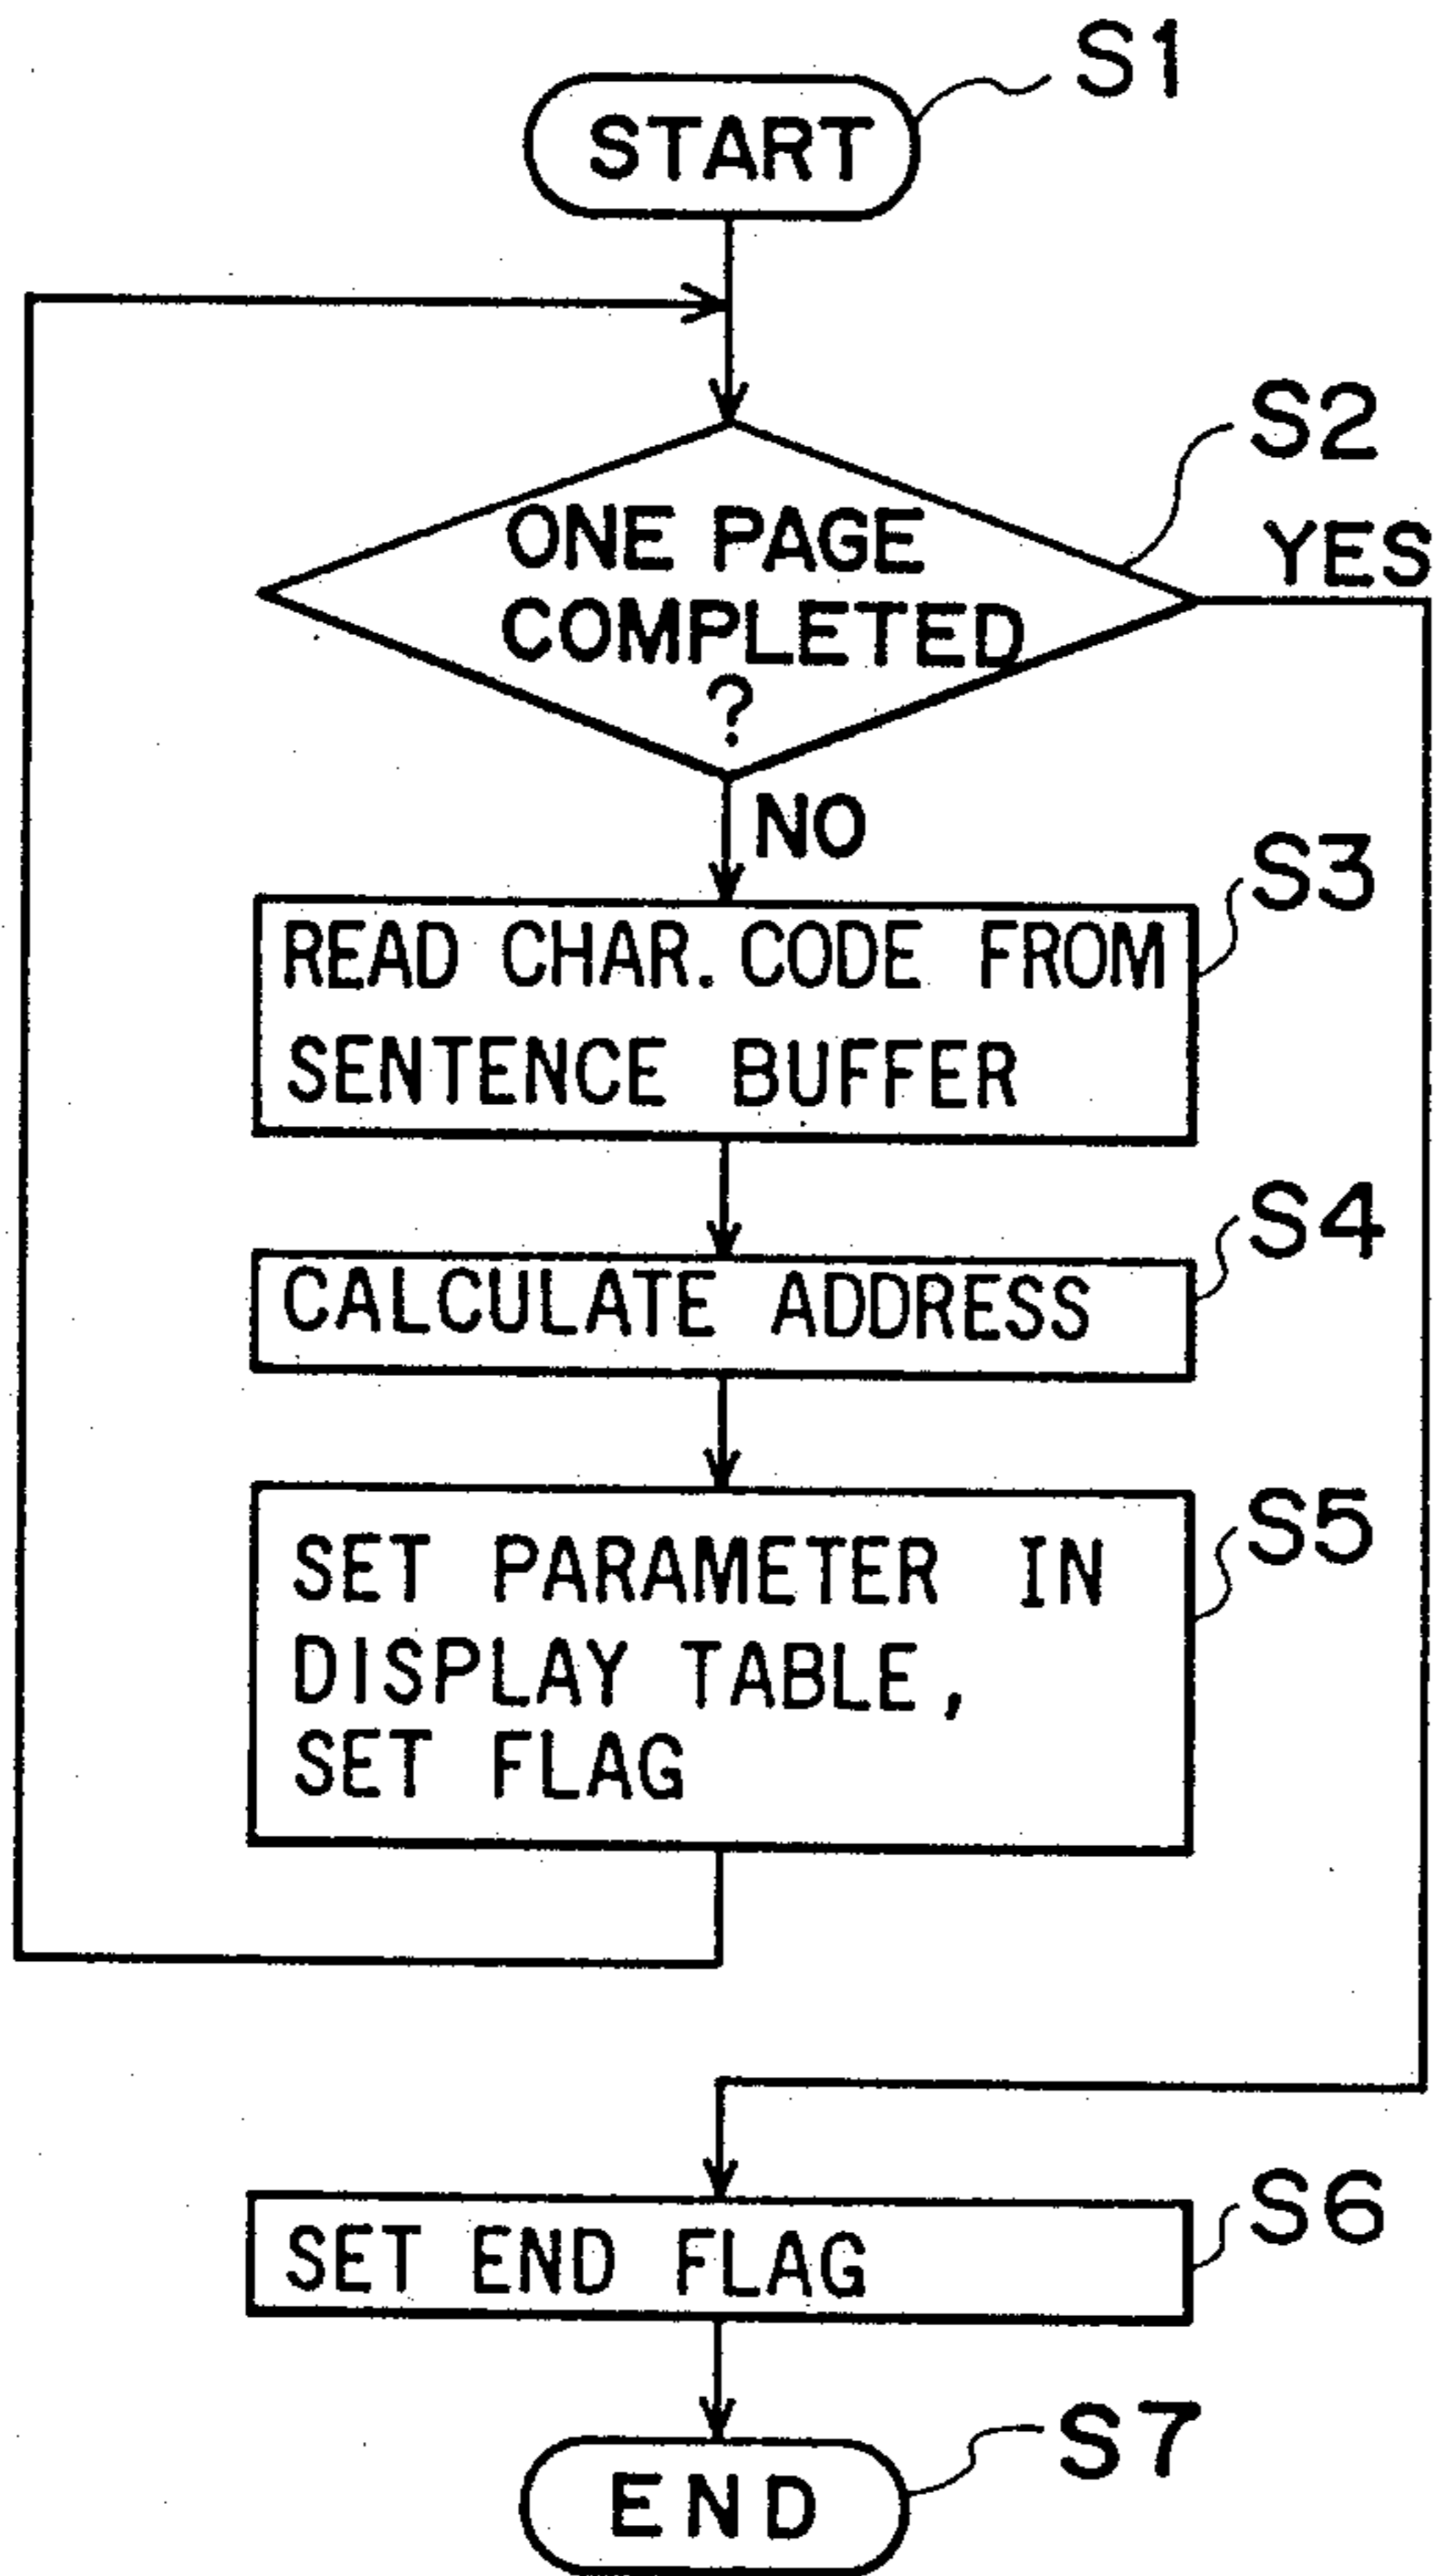 S1
START
S2
ONE PAGE
COMPLETED
?
YES
NO
S3
READ CHAR. CODE FROM
SENTENCE BUFFER
S4
CALCULATE ADDRESS
S5
SET PARAMETER IN
DISPLAY TABLE,
SET FLAG
S6
SET END FLAG
S7
END